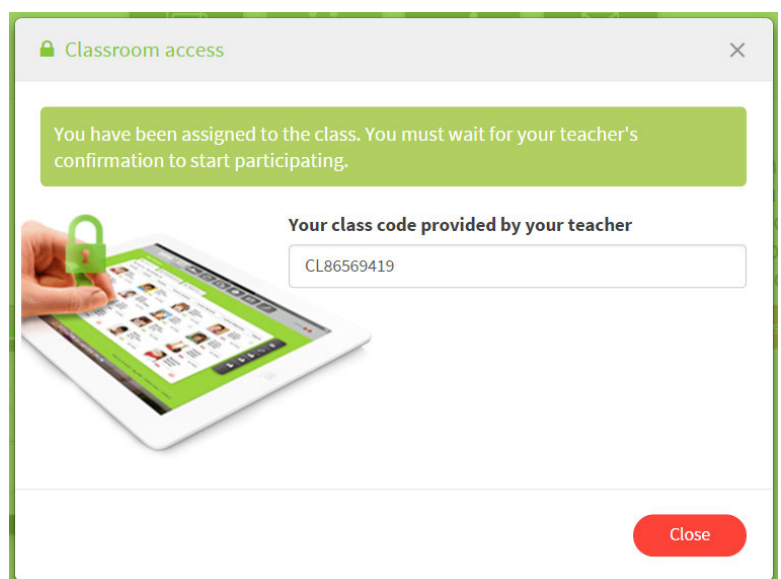 Classroom access
You have been assigned to the class. You must wait for your teacher's
confirmation to start participating.
Your class code provided by your teacher
CL86569419
Close